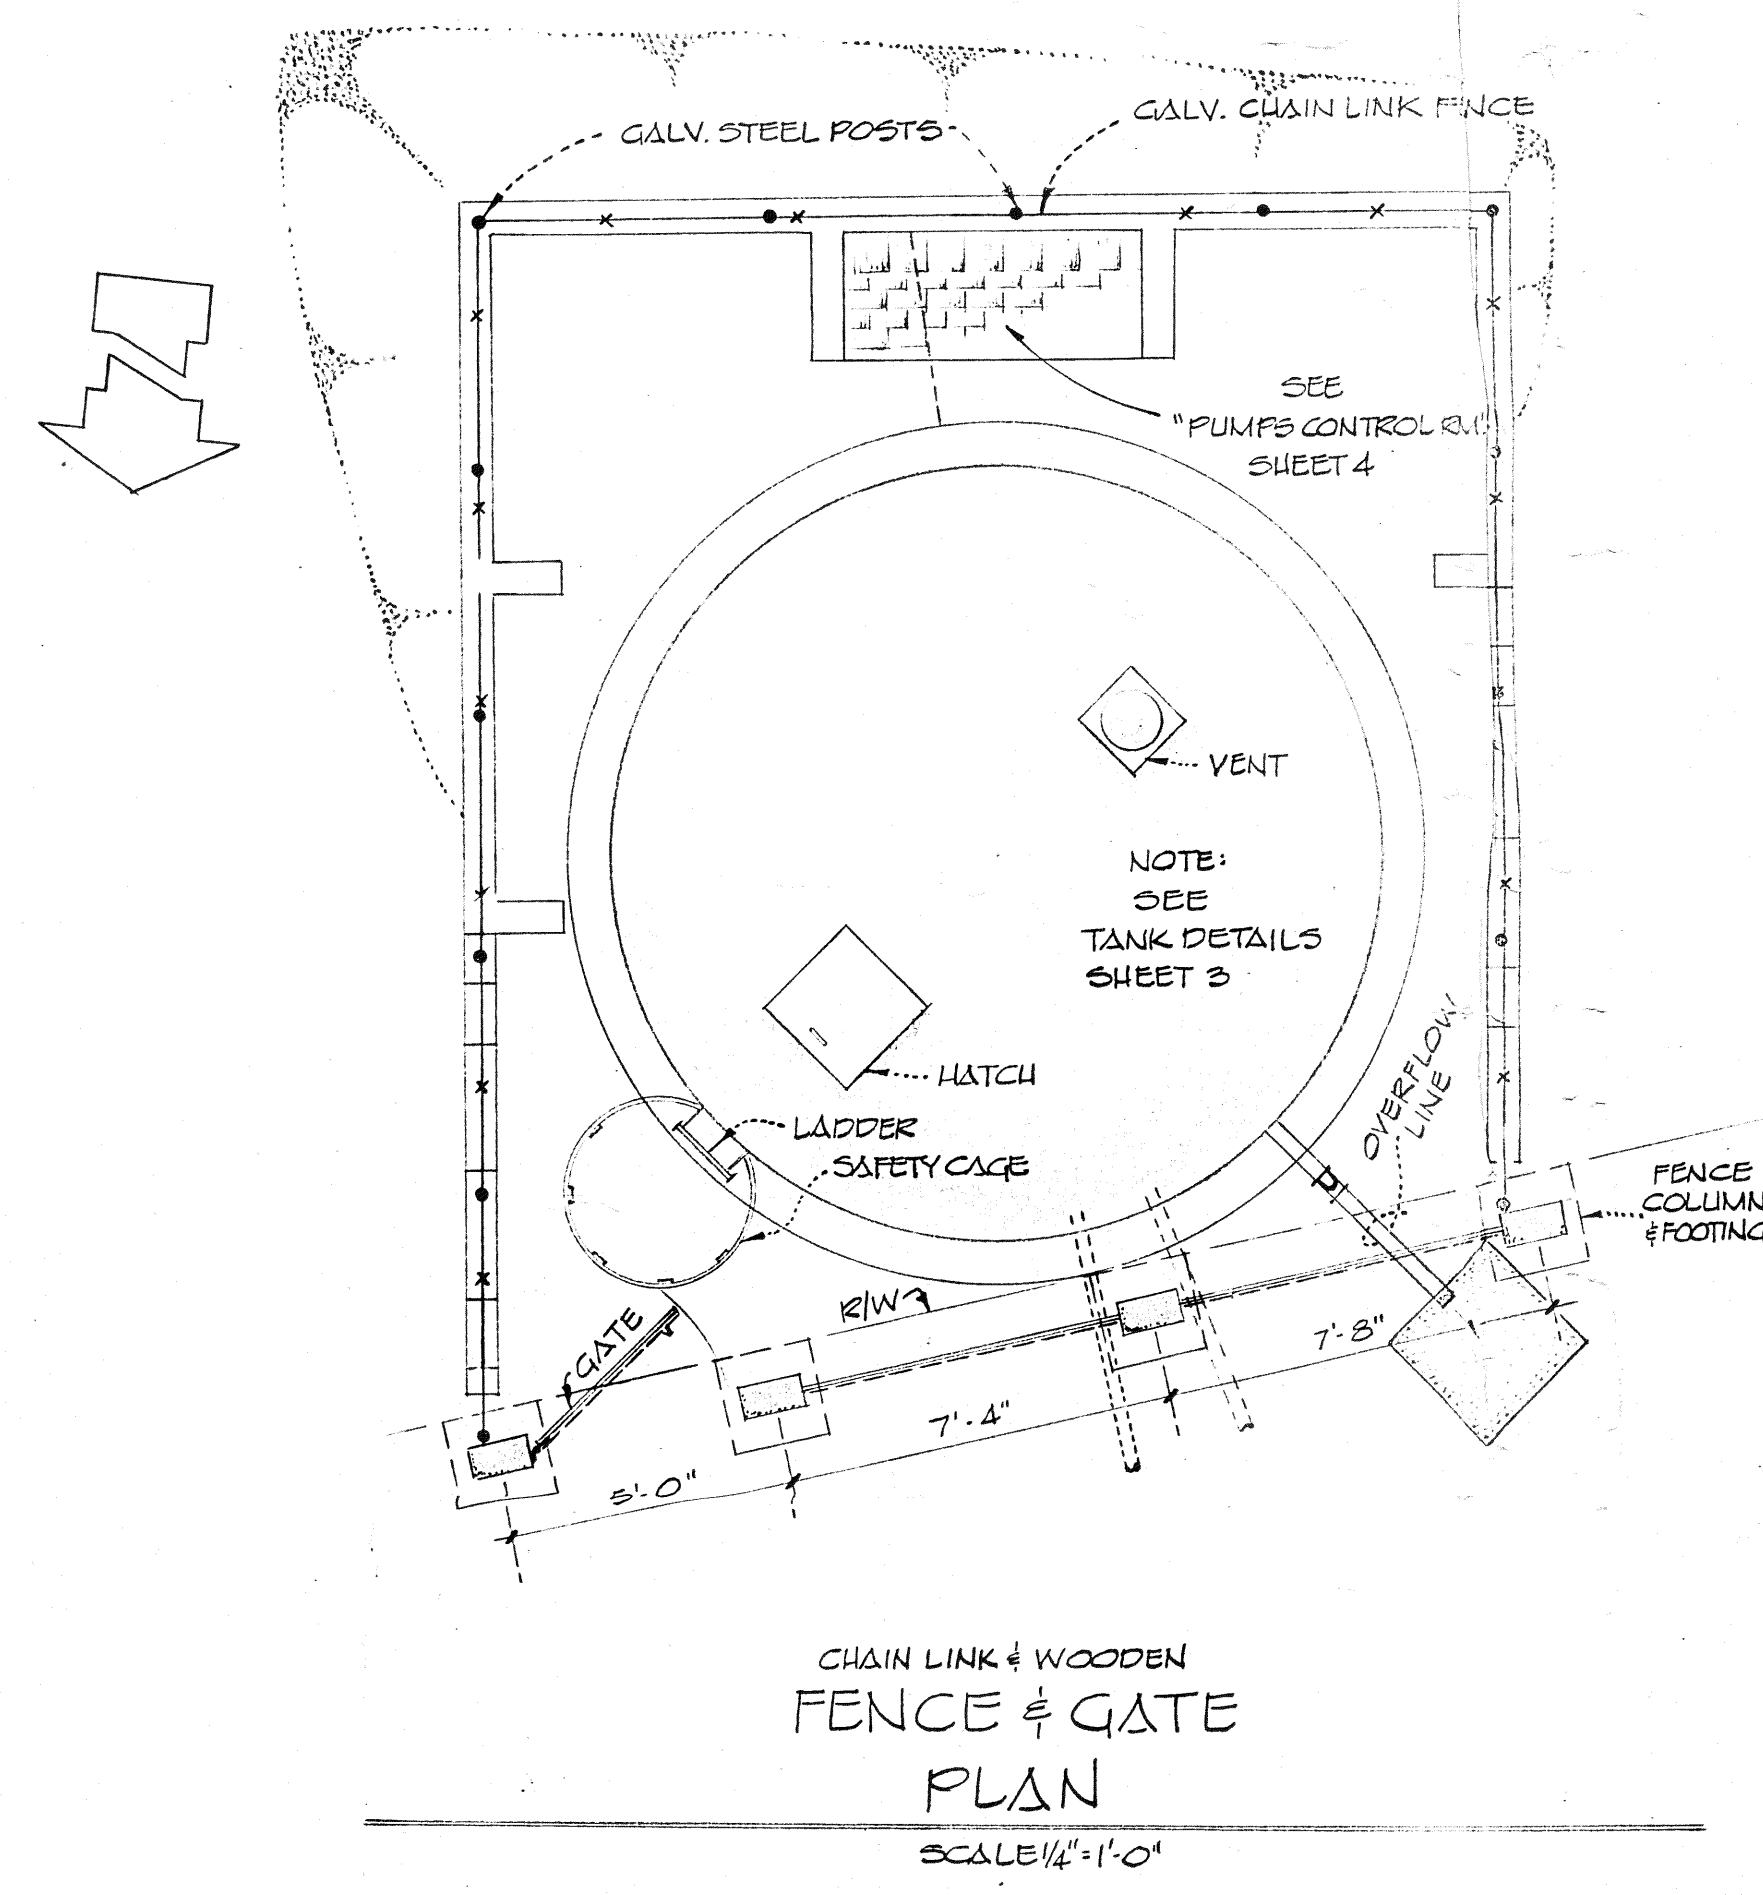 GALV. STEEL POSTS
GALV. CHAIN LINK FENCE
SEE
"PUMPS CONTROL RM"
SHEET 4
VENT
NOTE:
SEE
TANK DETAILS
SHEET 3
HATCH
OVERFLOW
LINE
LADDER
SAFETY CAGE
FENCE
COLUMN
& FOOTING
R/W
GATE
7'-8"
7'-4"
5'-0"
CHAIN LINK & WOODEN
FENCE & GATE
PLAN
SCALE 1/4"=1'-0"